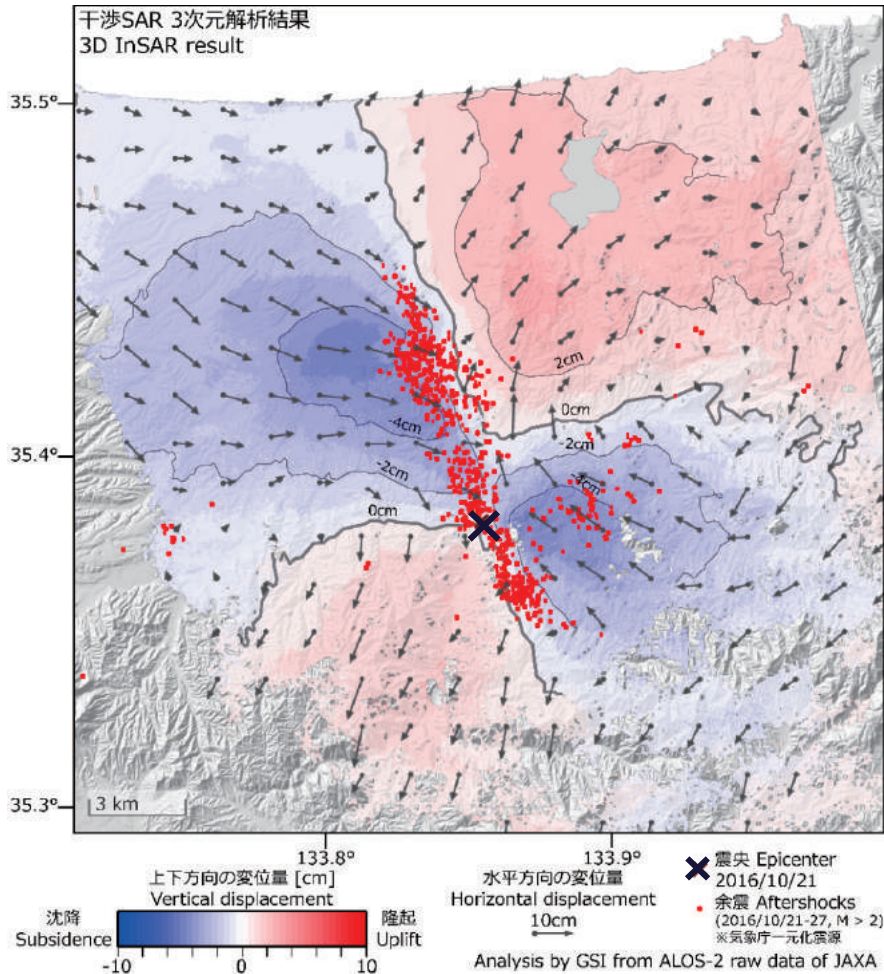 干渉SAR 3次元解析結果
3D InSAR result
35.5°
2cm
0cm
-2cm
-4cm
-4cm
35.4°
-2cm
0cm
35.3°
3 km
133.8°
133.9°
上下方向の変位量 [cm]
Vertical displacement
沈降
Subsidence
隆起
Uplift
-10
0
10
水平方向の変位量
Horizontal displacement
10cm
震央 Epicenter
2016/10/21
余震 Aftershocks
(2016/10/21-27, M > 2)
※気象庁一元化震源
Analysis by GSI from ALOS-2 raw data of JAXA